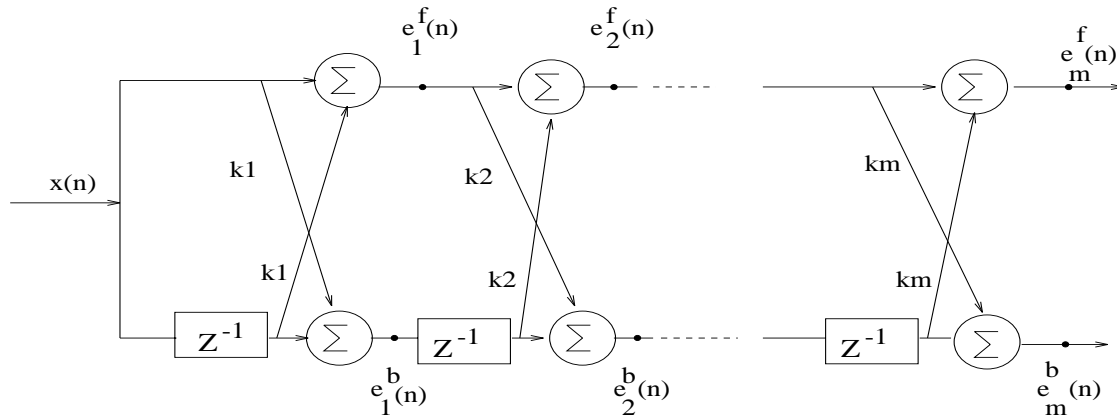 e₁ᶠ(n)
e₂ᶠ(n)
eₘᶠ(n)
Σ
Σ
Σ
k1
k2
km
x(n)
k1
k2
km
Z⁻¹
Σ
Z⁻¹
Σ
Z⁻¹
Σ
e₁ᵇ(n)
e₂ᵇ(n)
eₘᵇ(n)